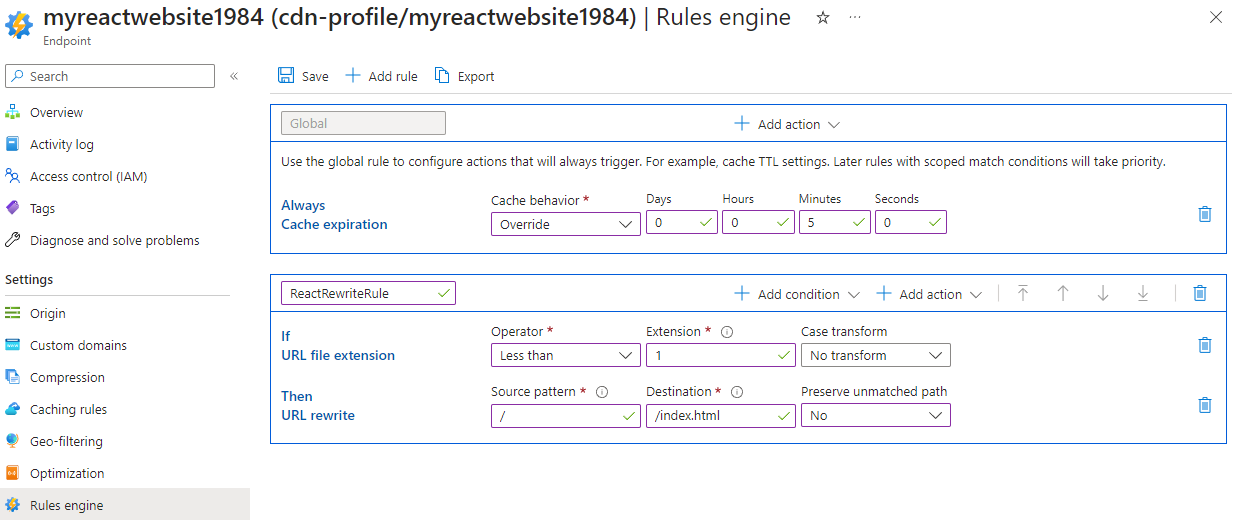 myreactwebsite1984 (cdn-profile/myreactwebsite1984) | Rules engine ☆ ···
Endpoint
Search «
Overview
Activity log
Access control (IAM)
Tags
Diagnose and solve problems
Settings
Origin
Custom domains
Compression
Caching rules
Geo-filtering
Optimization
Rules engine
Save Add rule Export
Global Add action
Use the global rule to configure actions that will always trigger. For example, cache TTL settings. Later rules with scoped match conditions will take priority.
Always
Cache expiration
Cache behavior * Days Hours Minutes Seconds
Override 0 0 5 0
ReactRewriteRule Add condition Add action
If
URL file extension
Operator * Extension * Case transform
Less than 1 No transform
Then
URL rewrite
Source pattern * Destination * Preserve unmatched path
/ /index.html No